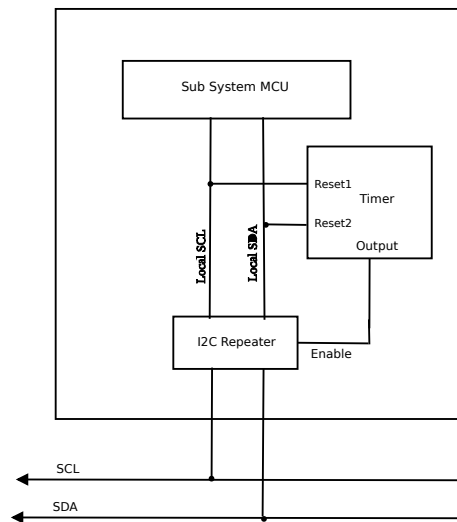 Sub System MCU
Reset1
Timer
Reset2
Output
Local SCL
Local SDA
I2C Repeater
Enable
SCL
SDA